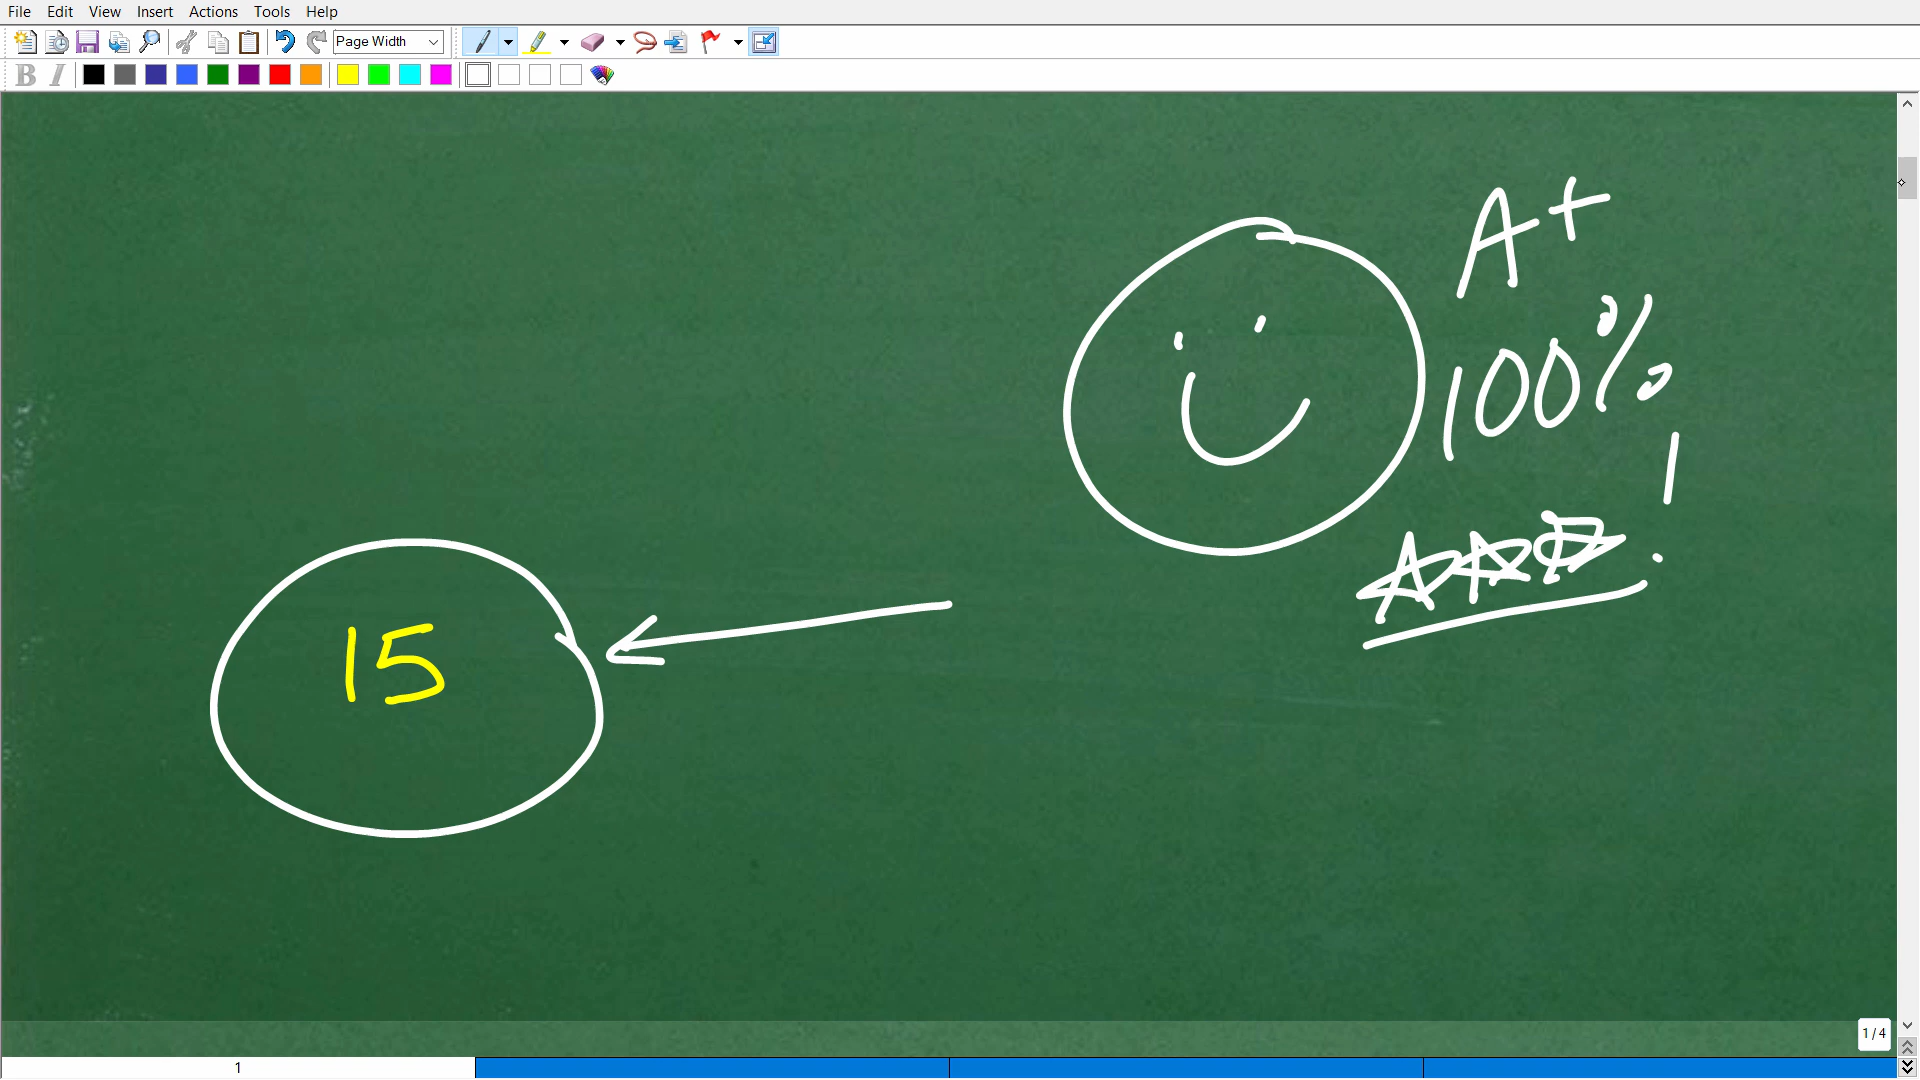 File Edit View Insert Actions Tools Help
Page Width
B I
A+
100%
!
15
1 / 4
1